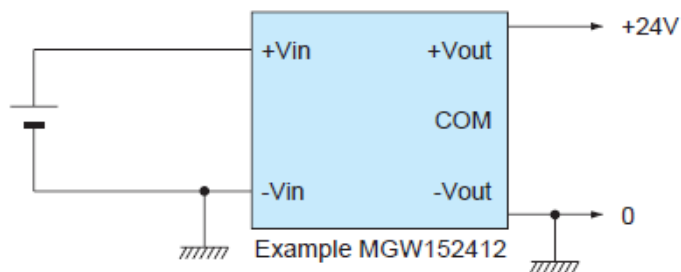 +Vin
+Vout
+24V
COM
-Vin
-Vout
0
Example MGW152412